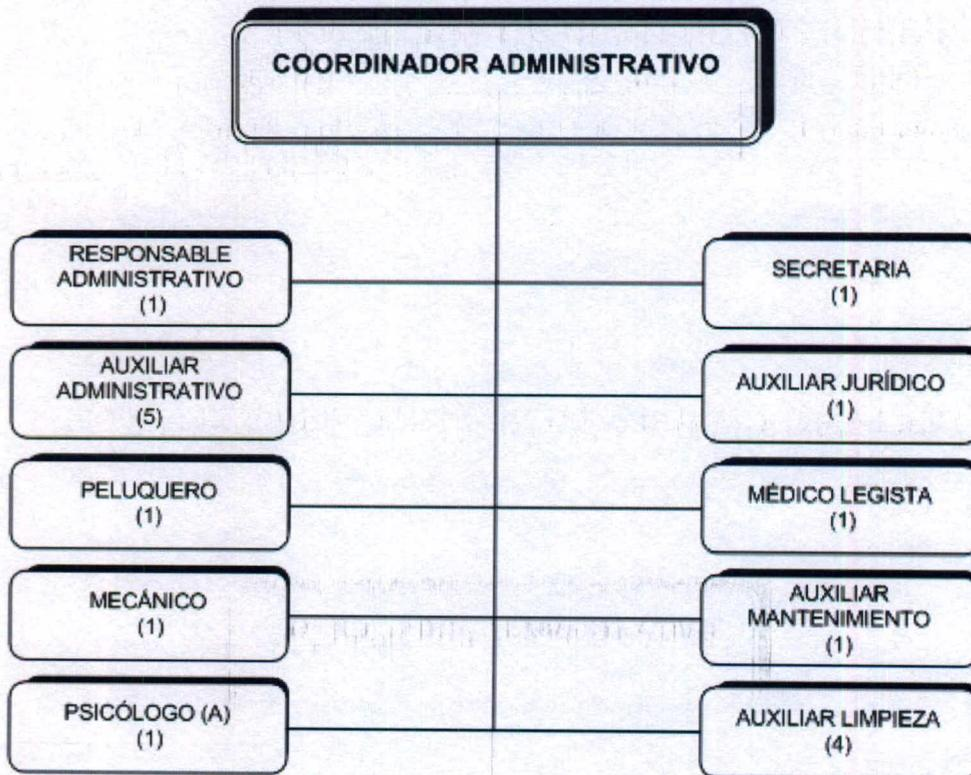 COORDINADOR ADMINISTRATIVO
RESPONSABLE
ADMINISTRATIVO
(1)
SECRETARIA
(1)
AUXILIAR
ADMINISTRATIVO
(5)
AUXILIAR JURÍDICO
(1)
PELUQUERO
(1)
MÉDICO LEGISTA
(1)
MECÁNICO
(1)
AUXILIAR
MANTENIMIENTO
(1)
PSICÓLOGO (A)
(1)
AUXILIAR LIMPIEZA
(4)